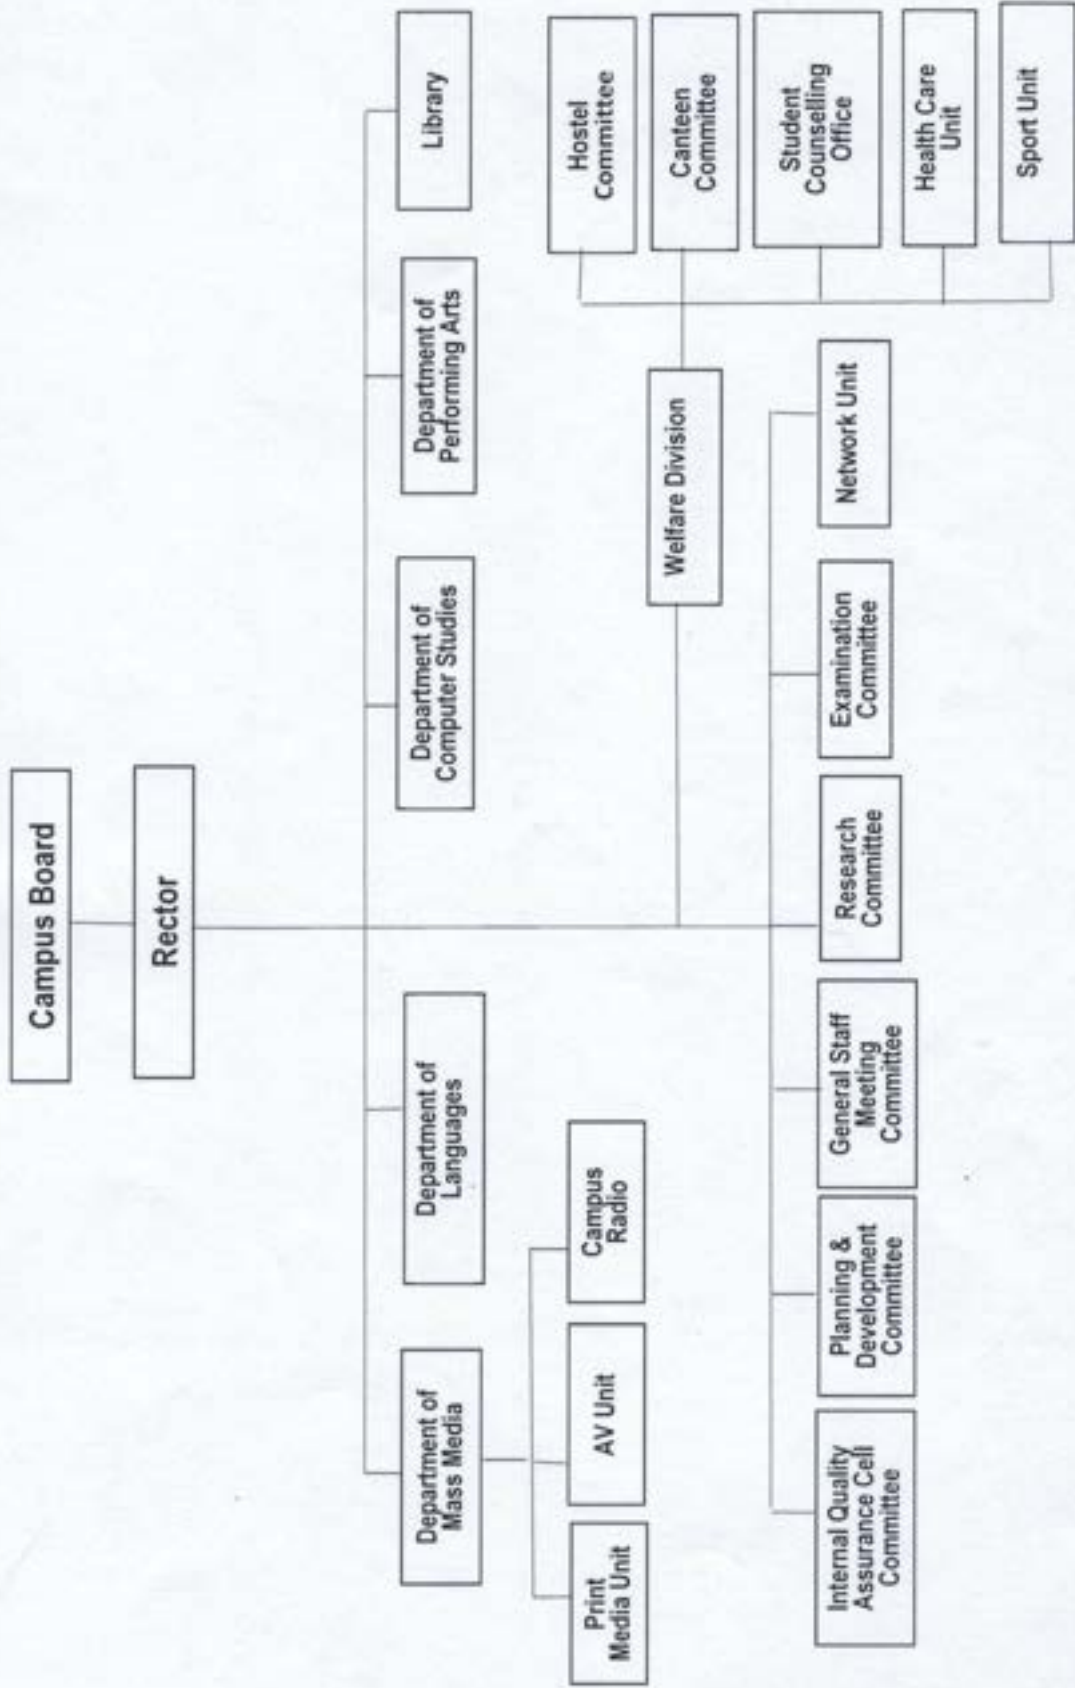 Campus Board
Rector
Department of
Mass Media
Department of
Languages
Department of
Computer Studies
Department of
Performing Arts
Library
Print
Media Unit
AV Unit
Campus
Radio
Welfare Division
Hostel
Committee
Canteen
Committee
Student
Counselling
Office
Health Care
Unit
Sport Unit
Internal Quality
Assurance Cell
Committee
Planning &
Development
Committee
General Staff
Meeting
Committee
Research
Committee
Examination
Committee
Network Unit